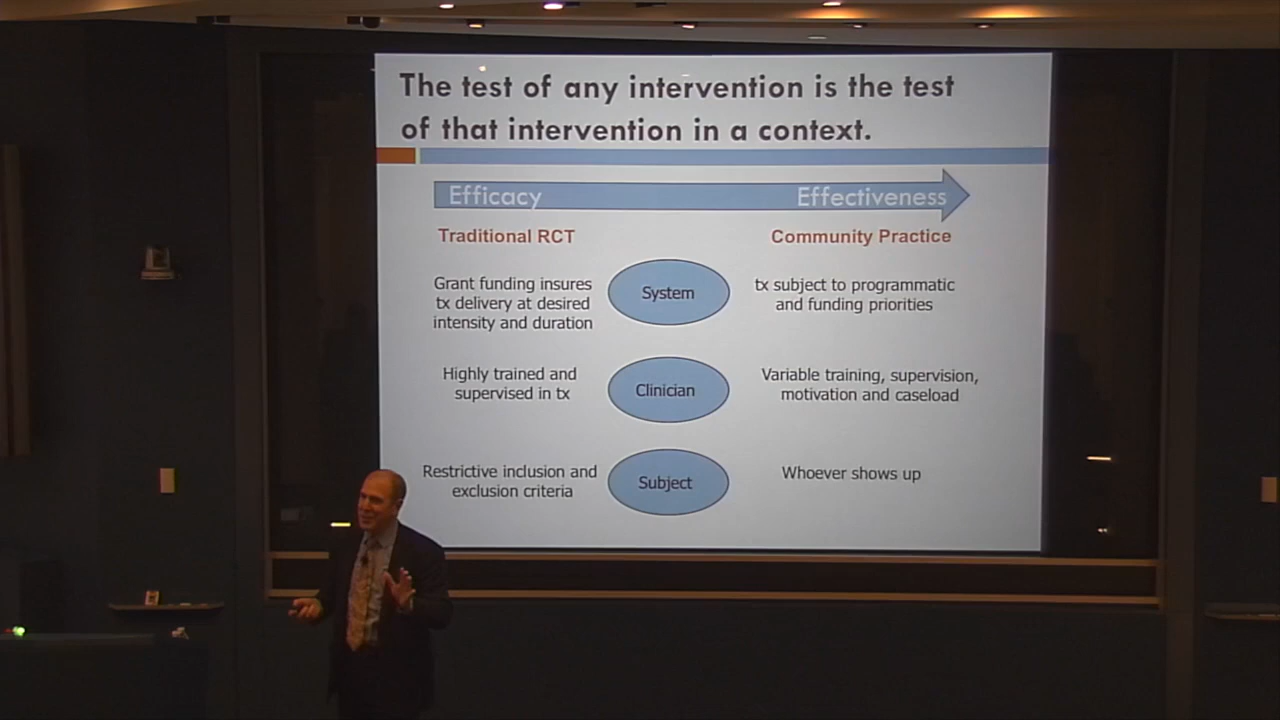 The test of any intervention is the test
of that intervention in a context.
Efficacy
Effectiveness
Traditional RCT
Community Practice
Grant funding insures
tx delivery at desired
intensity and duration
System
tx subject to programmatic
and funding priorities
Highly trained and
supervised in tx
Clinician
Variable training, supervision,
motivation and caseload
Restrictive inclusion and
exclusion criteria
Subject
Whoever shows up